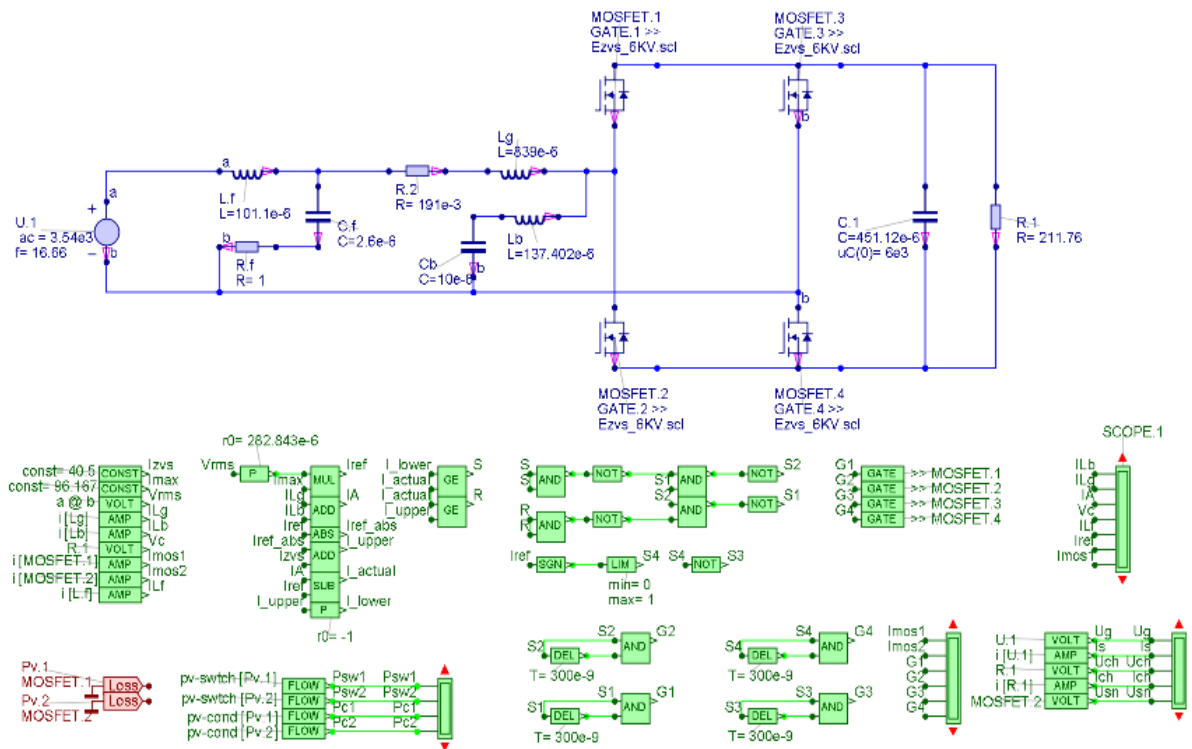 MOSFET.1
GATE.1 >>
Ezvs_6KV.scl
MOSFET.3
GATE.3 >>
Ezvs_6KV.scl
b
Lg
L=839e-6
a
L.f
L=101.1e-6
R.2
R= 191e-3
a
+
U.1
ac = 3.54e3
f= 16.66
b
C.f
C=2.6e-6
b
R.f
R= 1
Lb
L=137.402e-6
Cb
b
C=10e-6
C.1
C=451.12e-6
uC(0)= 6e3
R.1
R= 211.76
b
MOSFET.2
GATE.2 >>
Ezvs_6KV.scl
MOSFET.4
GATE.4 >>
Ezvs_6KV.scl
const= 40.5 CONST Izvs
const= 96.167 CONST Imax
a @ b VOLT Vrms
i [Lg] AMP ILg
i [Lb] AMP ILb
R.1 VOLT Vc
i [MOSFET.1] AMP Imos1
i [MOSFET.2] AMP Imos2
i [L.f] AMP ILf
r0= 282.843e-6
Vrms P
Imax MUL Iref
ILg
ILb ADD IA
Iref ABS Iref_abs
Iref_abs
Izvs ADD I_upper
IA
Iref SUB I_actual
I_upper P I_lower
r0= -1
I_lower
I_actual GE S
I_actual
I_upper GE R
S
S AND NOT S1 AND NOT S2
R
R AND NOT S2 AND NOT S1
Iref SGN LIM S4
min= 0
max= 1
S4 NOT S3
G1 GATE >> MOSFET.1
G2 GATE >> MOSFET.2
G3 GATE >> MOSFET.3
G4 GATE >> MOSFET.4
SCOPE.1
ILb
ILg
IA
Vc
ILf
Iref
Imos1
Pv.1
MOSFET.1 Loss
Pv.2 Loss
MOSFET.2
pv-swtch [Pv.1] FLOW Psw1 Psw1
pv-swtch [Pv.2] FLOW Psw2 Psw2
pv-cond [Pv.1] FLOW Pc1 Pc1
pv-cond [Pv.2] FLOW Pc2 Pc2
S2 S2 AND G2
DEL
T= 300e-9
S1 S1 AND G1
DEL
T= 300e-9
S4 S4 AND G4
DEL
T= 300e-9
S3 S3 AND G3
DEL
T= 300e-9
Imos1
Imos2
G1
G2
G3
G4
U.1 VOLT Ug Ug
i [U.1] AMP Is Is
R.1 VOLT Uch Uch
i [R.1] AMP Ich Ich
MOSFET.2 VOLT Usn Usn